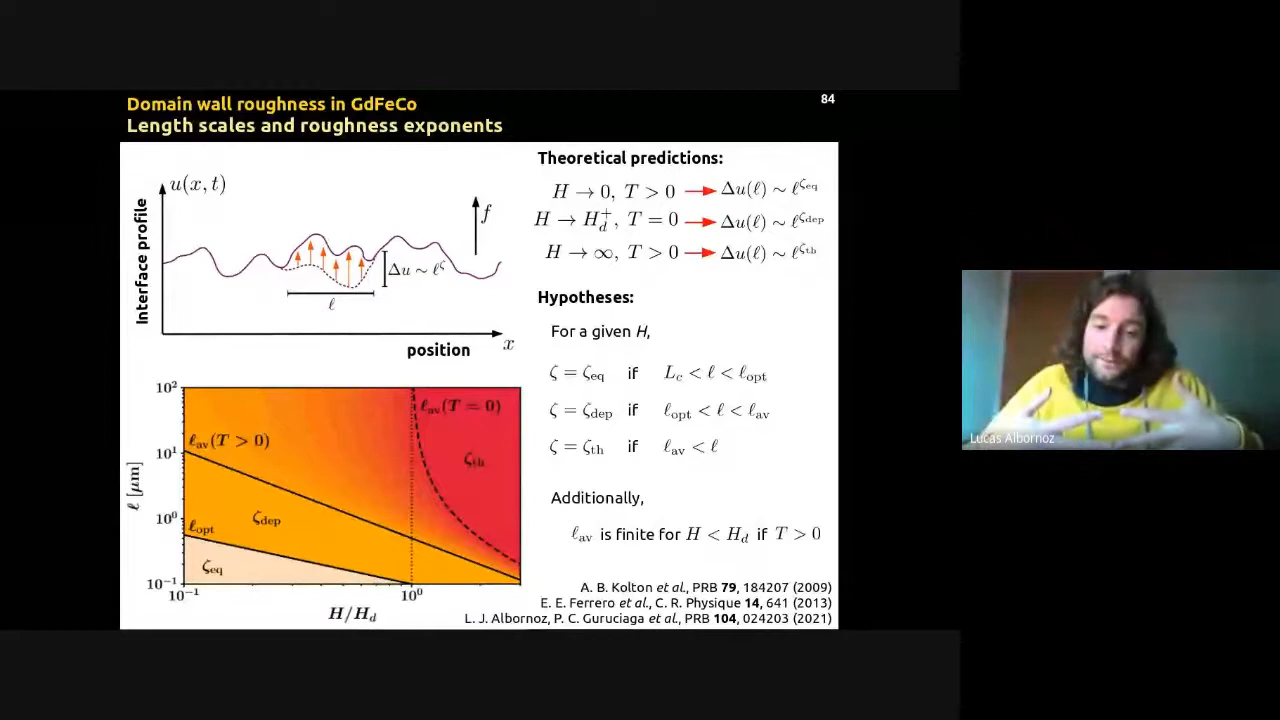 Domain wall roughness in GdFeCo
84
Length scales and roughness exponents
u(x, t)
Interface profile
f
Δu ∼ ℓ^ζ
ℓ
position
x
Theoretical predictions:
H → 0, T > 0 → Δu(ℓ) ∼ ℓ^ζeq
H → H_d^+, T = 0 → Δu(ℓ) ∼ ℓ^ζdep
H → ∞, T > 0 → Δu(ℓ) ∼ ℓ^ζth
Hypotheses:
For a given H,
ζ = ζ_eq if L_c < ℓ < ℓ_opt
ζ = ζ_dep if ℓ_opt < ℓ < ℓ_av
ζ = ζ_th if ℓ_av < ℓ
Additionally,
ℓ_av is finite for H < H_d if T > 0
10^2
10^1
10^0
10^-1
ℓ [μm]
ℓ_av(T = 0)
ℓ_av(T > 0)
ζ_th
ζ_dep
ℓ_opt
ζ_eq
10^-1
10^0
H/H_d
A. B. Kolton et al., PRB 79, 184207 (2009)
E. E. Ferrero et al., C. R. Physique 14, 641 (2013)
L. J. Albornoz, P. C. Guruciaga et al., PRB 104, 024203 (2021)
Lucas Albornoz